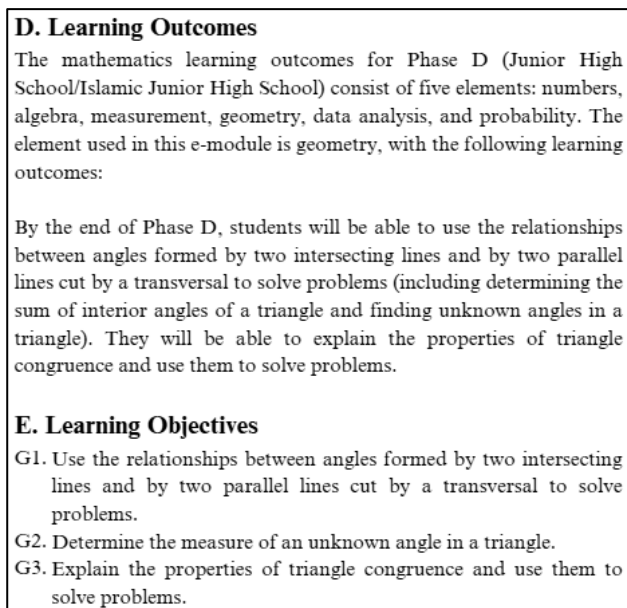 D. Learning Outcomes
The mathematics learning outcomes for Phase D (Junior High
School/Islamic Junior High School) consist of five elements: numbers,
algebra, measurement, geometry, data analysis, and probability. The
element used in this e-module is geometry, with the following learning
outcomes:
By the end of Phase D, students will be able to use the relationships
between angles formed by two intersecting lines and by two parallel
lines cut by a transversal to solve problems (including determining the
sum of interior angles of a triangle and finding unknown angles in a
triangle). They will be able to explain the properties of triangle
congruence and use them to solve problems.
E. Learning Objectives
G1. Use the relationships between angles formed by two intersecting
lines and by two parallel lines cut by a transversal to solve
problems.
G2. Determine the measure of an unknown angle in a triangle.
G3. Explain the properties of triangle congruence and use them to
solve problems.